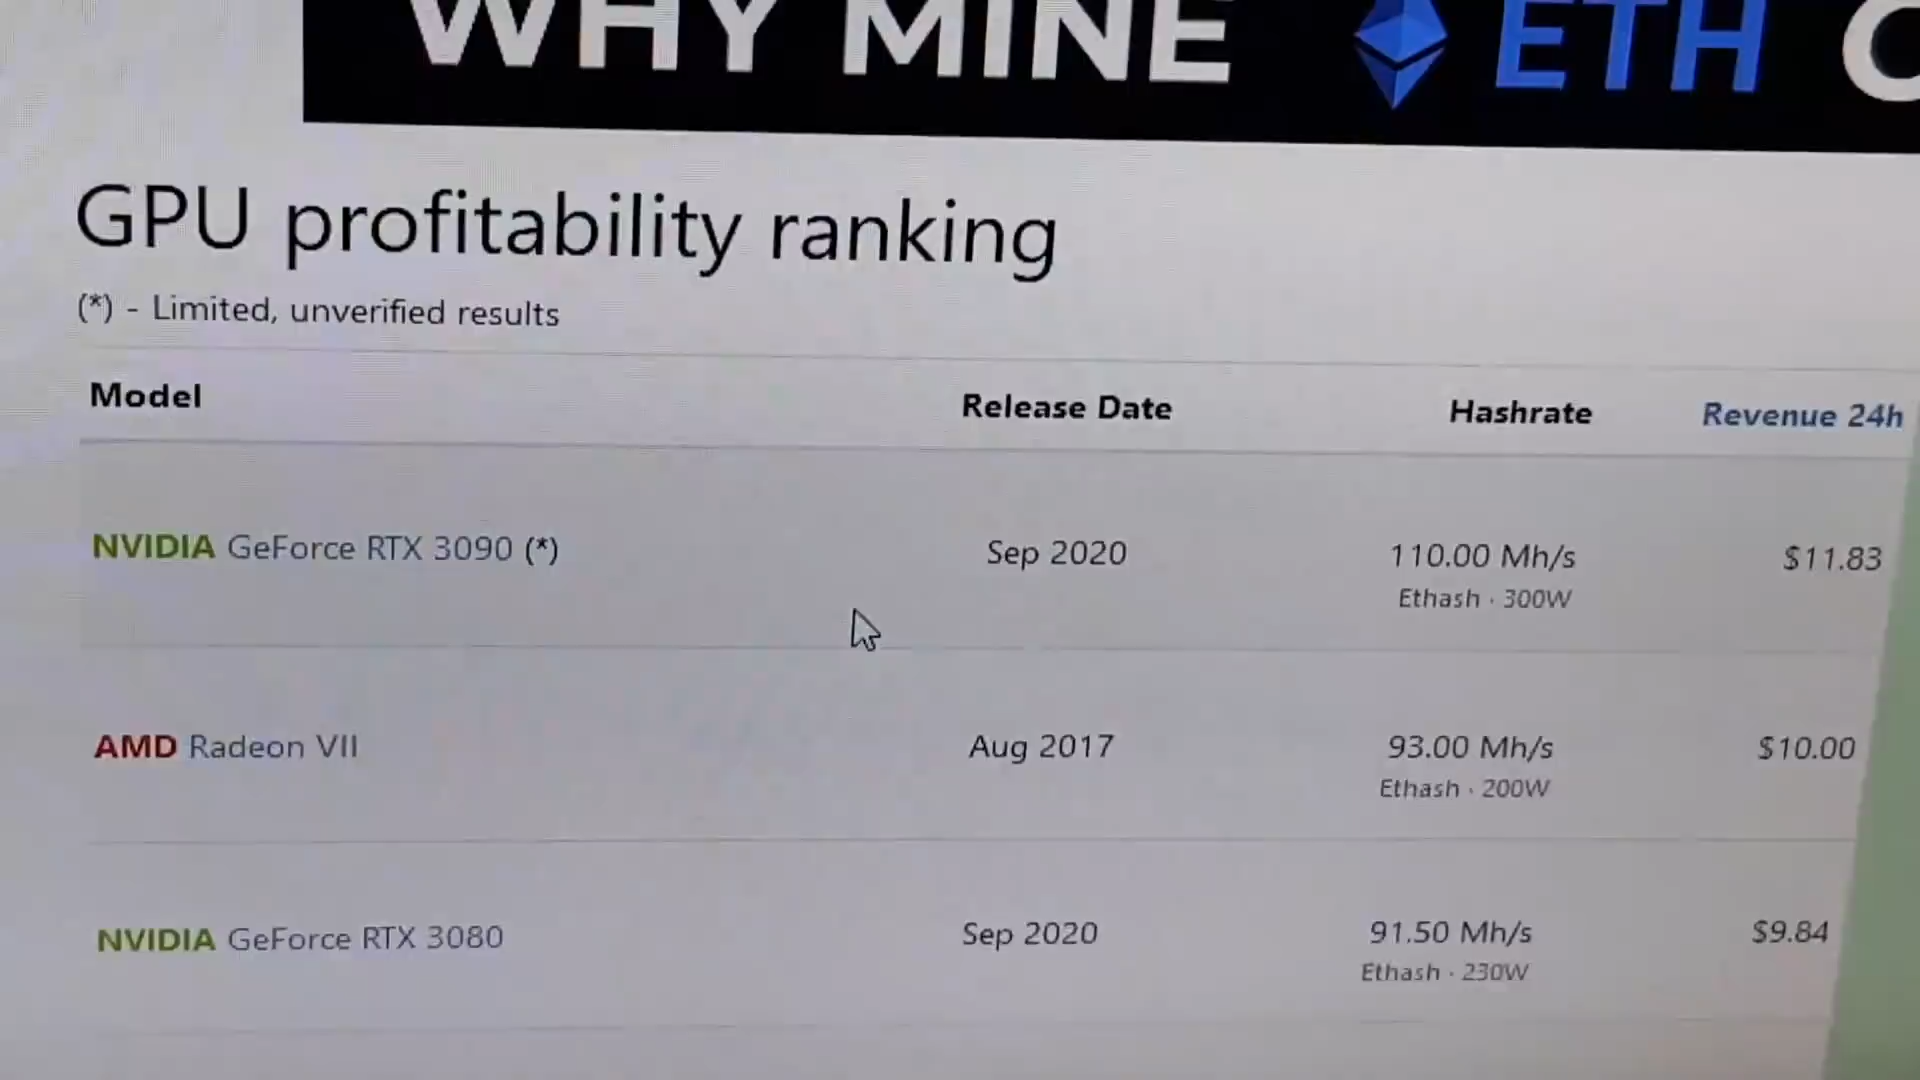 WHY MINE ETH
GPU profitability ranking
(*) - Limited, unverified results
Model Release Date Hashrate Revenue 24h
NVIDIA GeForce RTX 3090 (*) Sep 2020 110.00 Mh/s $11.83
Ethash · 300W
AMD Radeon VII Aug 2017 93.00 Mh/s $10.00
Ethash · 200W
NVIDIA GeForce RTX 3080 Sep 2020 91.50 Mh/s $9.84
Ethash · 230W